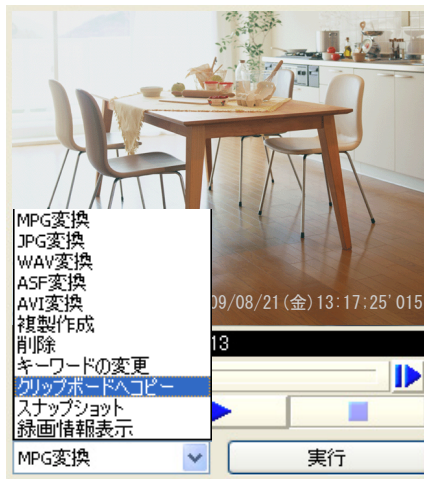 MPG変換
JPG変換
WAV変換
ASF変換
AVI変換
09/08/21(金)13:17:25'015
複製作成
削除
13
キーワードの変更
クリップボードへコピー
スナップショット
録画情報表示
MPG変換
実行